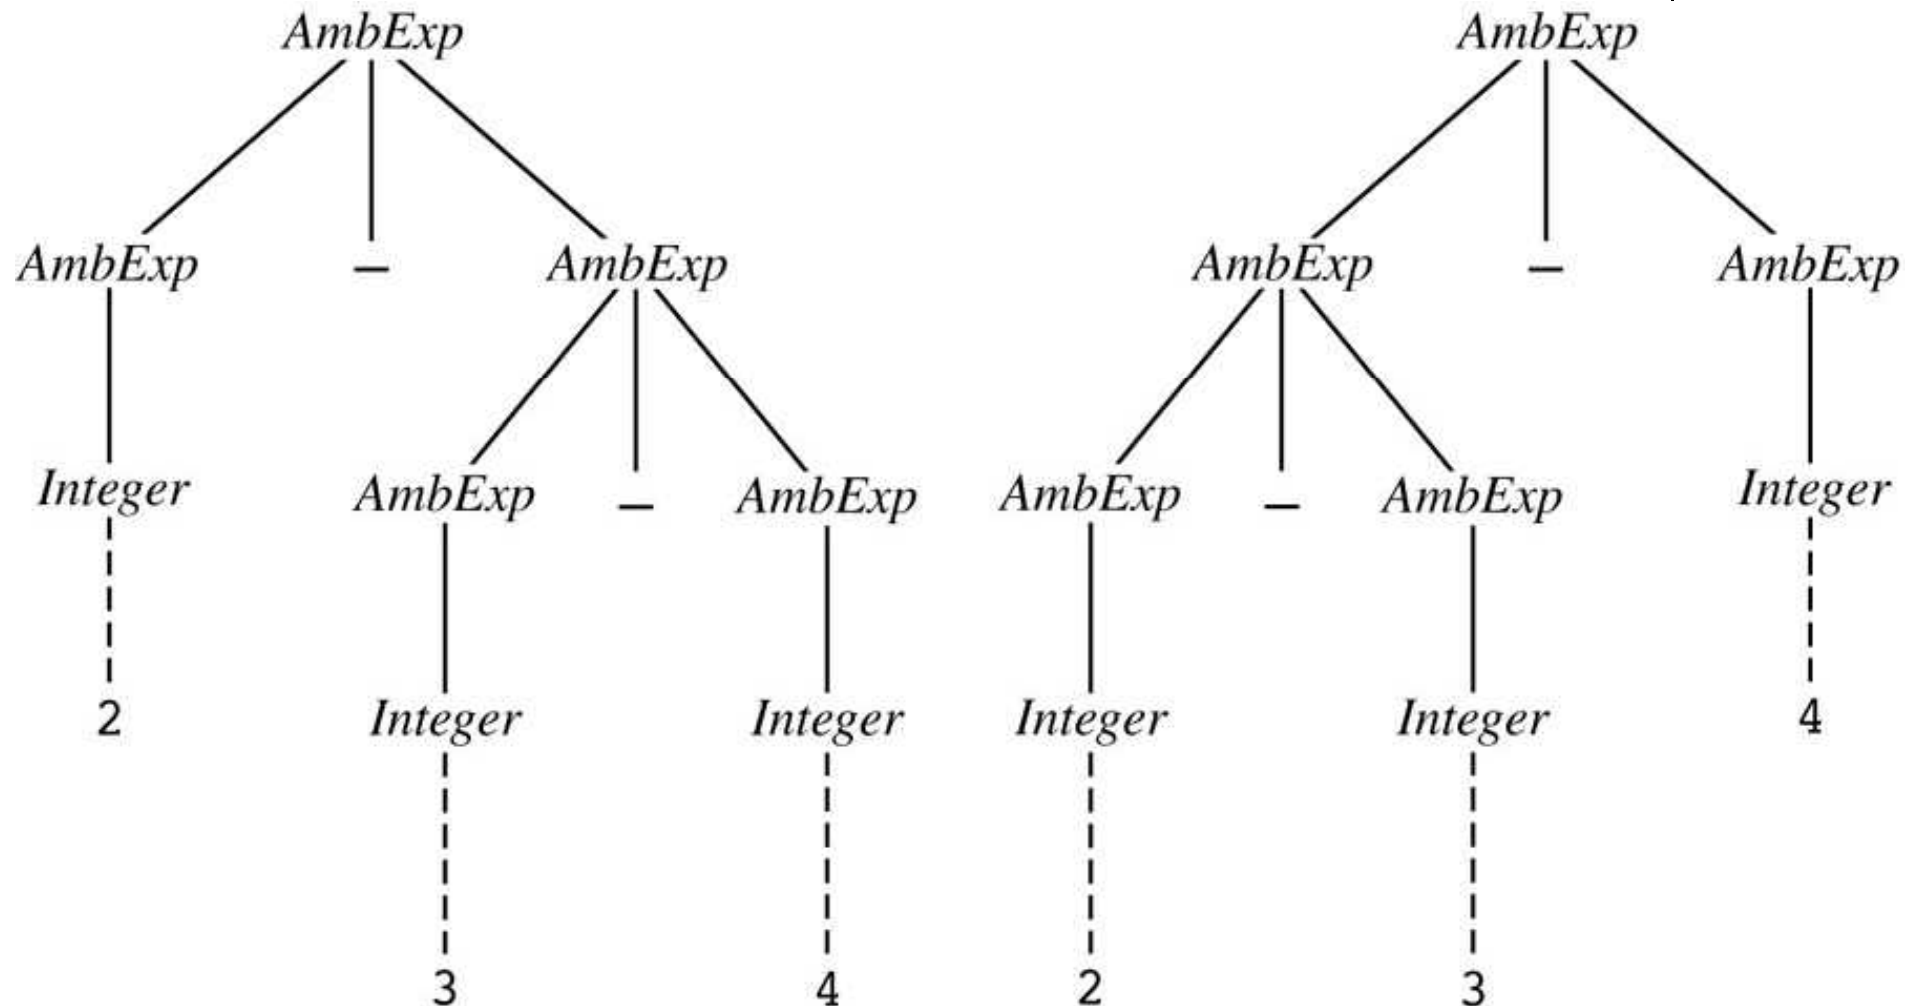 AmbExp AmbExp
AmbExp – AmbExp AmbExp – AmbExp
Integer AmbExp – AmbExp AmbExp – AmbExp Integer
2 Integer Integer Integer Integer 4
3 4 2 3